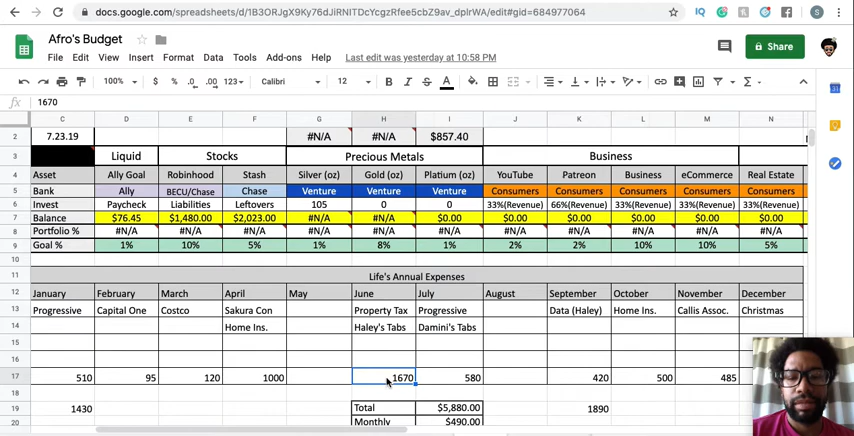 docs.google.com/spreadsheets/d/1B3ORJgX9Ky76dJiRNITDcYcgzRfee5cbZ9av_dplrWA/edit#gid=684977064
Afro's Budget
File Edit View Insert Format Data Tools Add-ons Help Last edit was yesterday at 10:58 PM
Share
100% $ % .0 .00 123 Calibri 12 B I S A
fx 1670
C D E F G H I J K L M N
2 7.23.19 #N/A #N/A $857.40
3 Liquid Stocks Precious Metals Business
4 Asset Ally Goal Robinhood Stash Silver (oz) Gold (oz) Platium (oz) YouTube Patreon Business eCommerce Real Estate
5 Bank Ally BECU/Chase Chase Venture Venture Venture Consumers Consumers Consumers Consumers Consumers
6 Invest Paycheck Liabilities Leftovers 105 0 0 33%(Revenue) 66%(Revenue) 33%(Revenue) 33%(Revenue) 33%(Revenue)
7 Balance $76.45 $1,480.00 $2,023.00 #N/A #N/A $0.00 $0.00 $0.00 $0.00 $0.00 $0.00
8 Portfolio % #N/A #N/A #N/A #N/A #N/A #N/A #N/A #N/A #N/A #N/A #N/A
9 Goal % 1% 10% 5% 1% 8% 1% 2% 2% 10% 10% 5%
10
11 Life's Annual Expenses
12 January February March April May June July August September October November December
13 Progressive Capital One Costco Sakura Con Property Tax Progressive Data (Haley) Home Ins. Callis Assoc. Christmas
14 Home Ins. Haley's Tabs Damini's Tabs
15
16
17 510 95 120 1000 1670 580 420 500 485
18
19 1430 Total $5,880.00 1890
20 Monthly $490.00